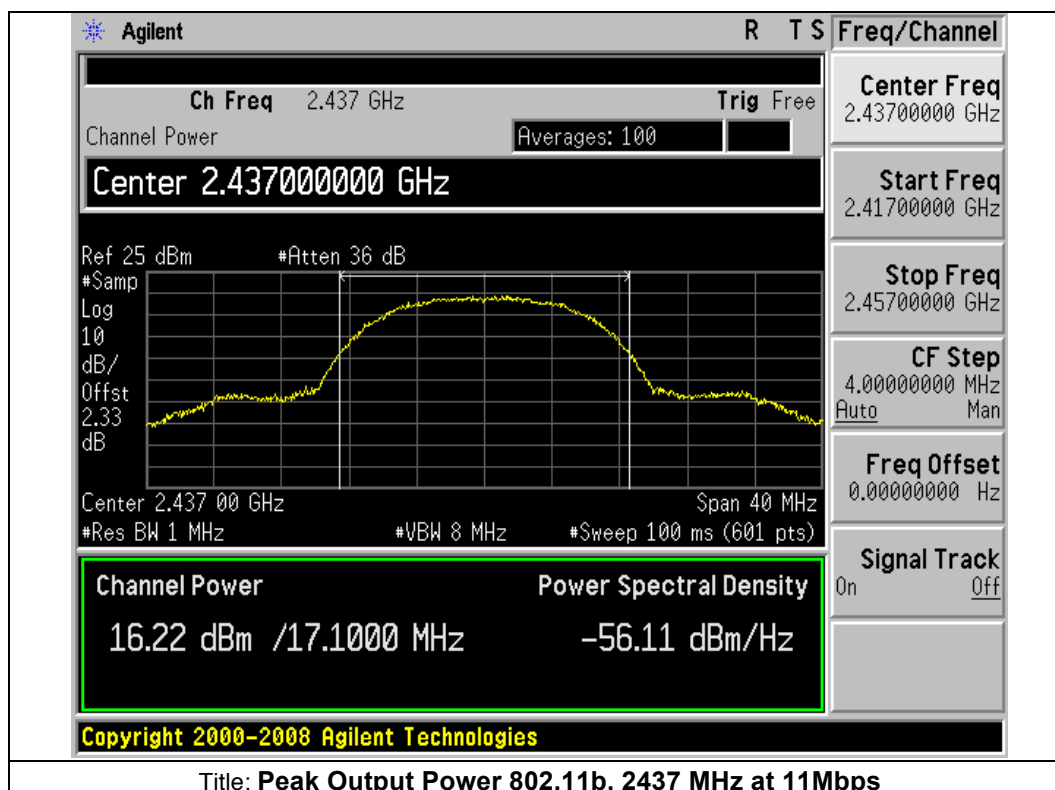 Agilent R T S Freq/Channel
Ch Freq 2.437 GHz Trig Free
Channel Power Averages: 100
Center 2.437000000 GHz
Ref 25 dBm #Atten 36 dB
#Samp
Log
10
dB/
Offst
2.33
dB
Center 2.437 00 GHz Span 40 MHz
#Res BW 1 MHz #VBW 8 MHz #Sweep 100 ms (601 pts)
Channel Power Power Spectral Density
16.22 dBm /17.1000 MHz -56.11 dBm/Hz
Copyright 2000-2008 Agilent Technologies
Center Freq
2.43700000 GHz
Start Freq
2.41700000 GHz
Stop Freq
2.45700000 GHz
CF Step
4.00000000 MHz
Auto Man
Freq Offset
0.00000000 Hz
Signal Track
On Off
Title: Peak Output Power 802.11b, 2437 MHz at 11Mbps